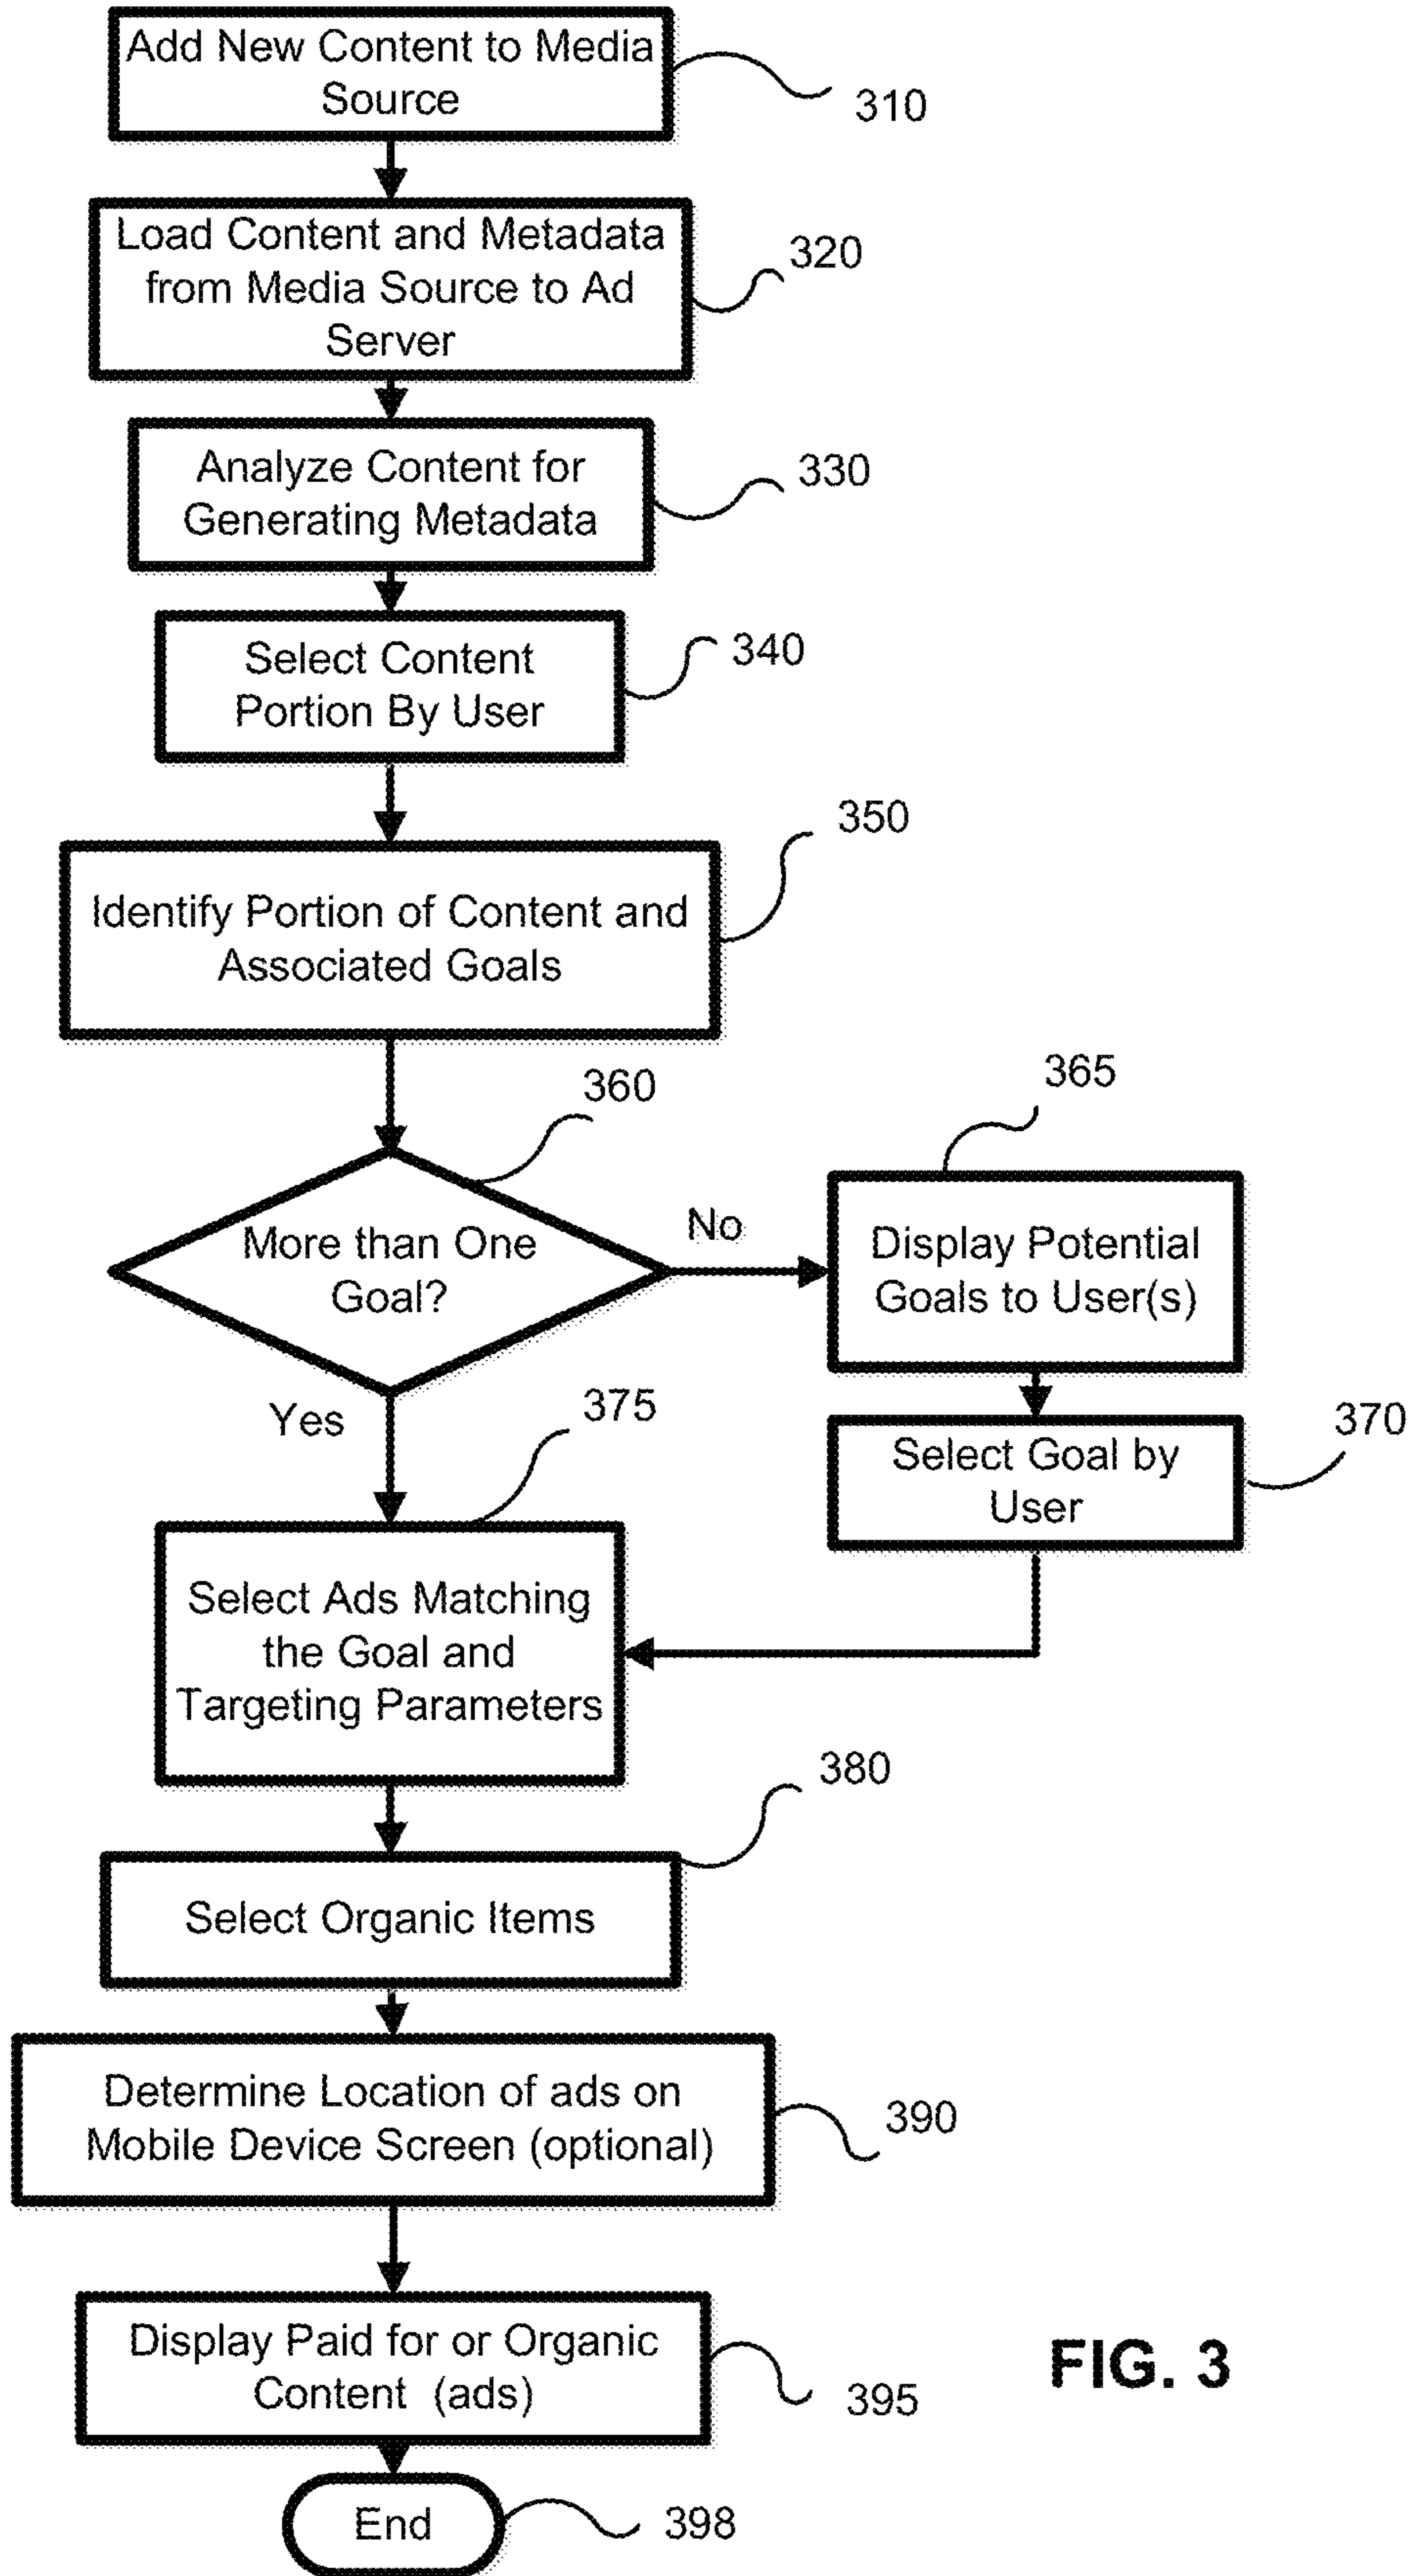 Add New Content to Media
Source
310
Load Content and Metadata
from Media Source to Ad
Server
320
Analyze Content for
Generating Metadata
330
Select Content
Portion By User
340
350
Identify Portion of Content and
Associated Goals
360
365
More than One
Goal?
No
Display Potential
Goals to User(s)
Yes
375
370
Select Goal by
User
Select Ads Matching
the Goal and
Targeting Parameters
380
Select Organic Items
Determine Location of ads on
Mobile Device Screen (optional)
390
Display Paid for or Organic
Content (ads)
395
FIG. 3
End
398